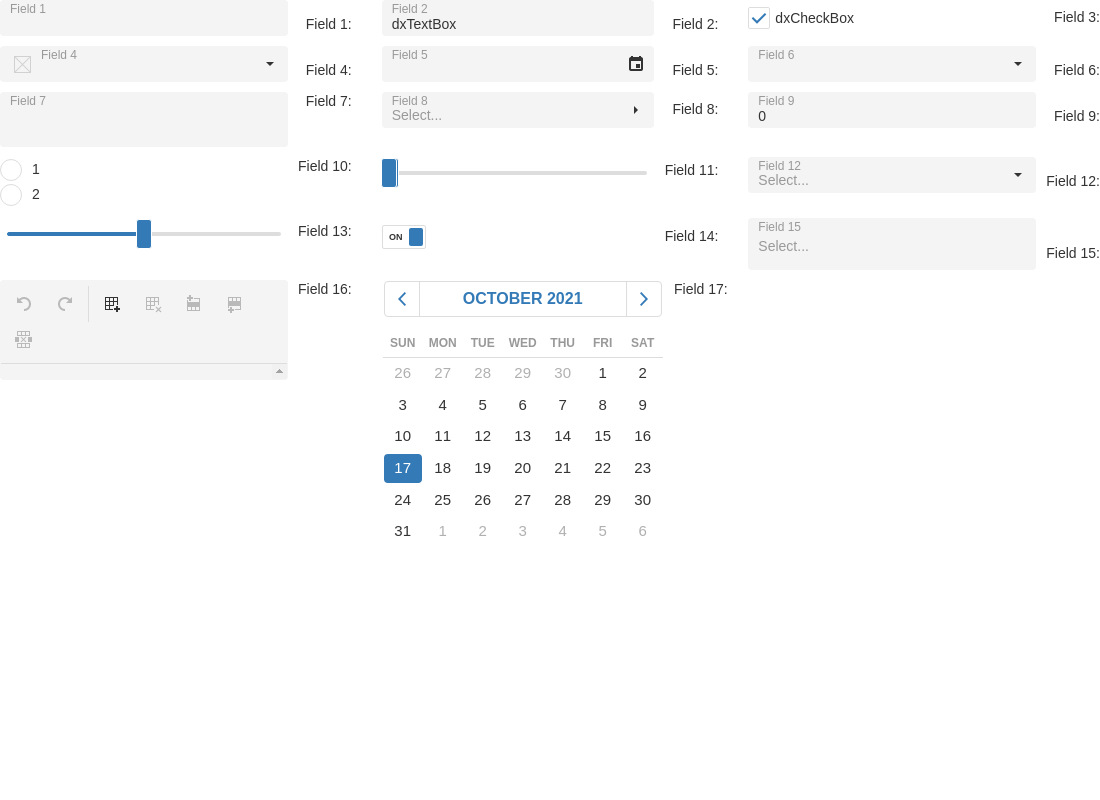 Field 1
Field 1:
Field 2
dxTextBox
Field 2:
dxCheckBox
Field 3:
Field 4
Field 4:
Field 5
Field 5:
Field 6
Field 6:
Field 7
Field 7:
Field 8
Select...
Field 8:
Field 9
0
Field 9:
1
2
Field 10:
Field 11:
Field 12
Select...
Field 12:
Field 13:
ON
Field 14:
Field 15
Select...
Field 15:
Field 16:
OCTOBER 2021
Field 17:
SUN MON TUE WED THU FRI SAT
26 27 28 29 30 1 2
3 4 5 6 7 8 9
10 11 12 13 14 15 16
17 18 19 20 21 22 23
24 25 26 27 28 29 30
31 1 2 3 4 5 6